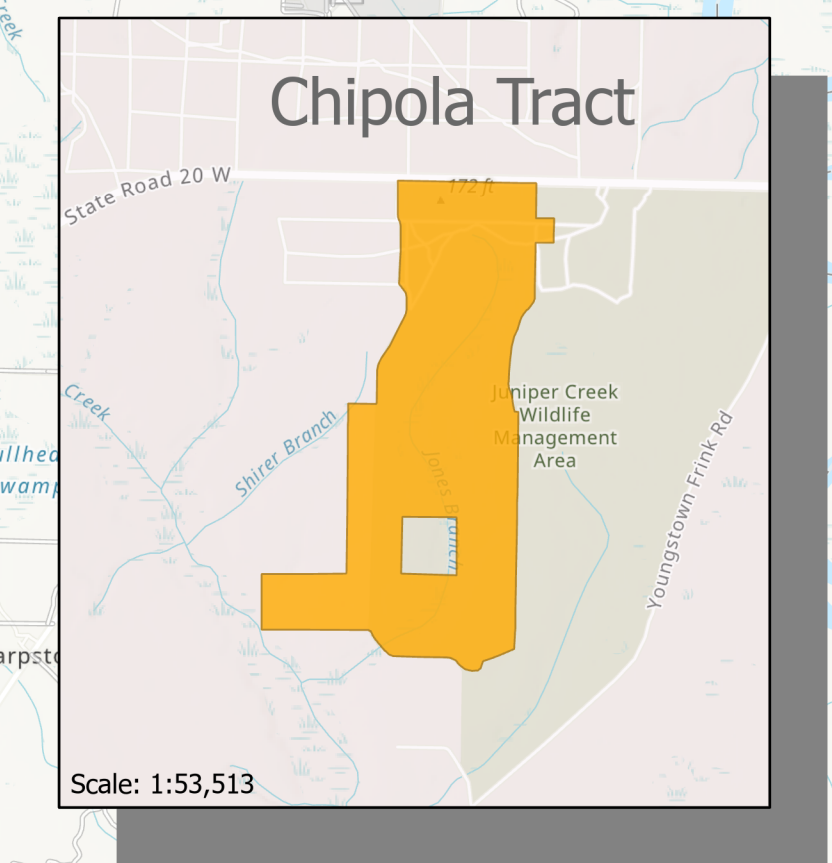 Creek
Chipola Tract
State Road 20 W
172 ft
Creek
Shirer Branch
Juniper Creek
Wildlife
Management
Area
Youngstown Frink Rd
Jones Branch
Scale: 1:53,513